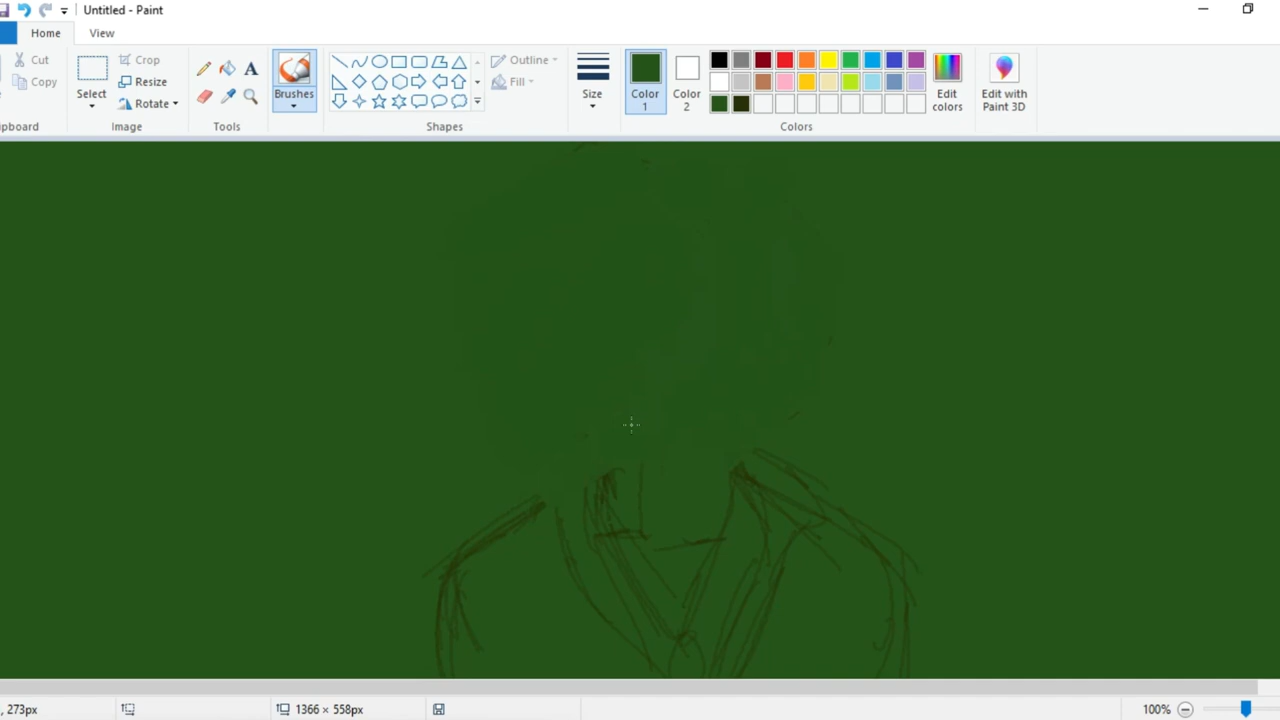 Untitled - Paint
Home
View
Cut
Copy
Select
Crop
Resize
Rotate
A
Brushes
Outline
Fill
Size
Color
1
Color
2
Edit
colors
Edit with
Paint 3D
pboard
Image
Tools
Shapes
Colors
, 273px
1366 × 558px
100%